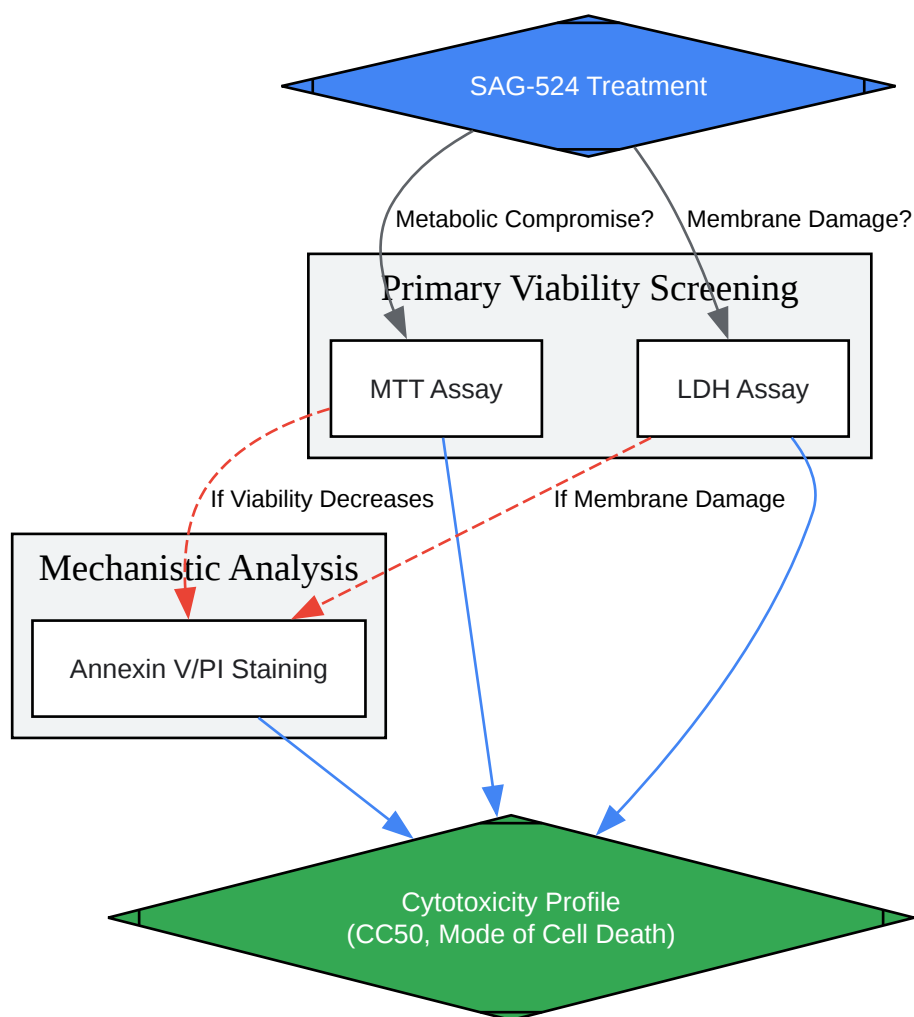 SAG-524 Treatment
Metabolic Compromise?
Membrane Damage?
Primary Viability Screening
MTT Assay
LDH Assay
If Viability Decreases
If Membrane Damage
Mechanistic Analysis
Annexin V/PI Staining
Cytotoxicity Profile
(CC50, Mode of Cell Death)